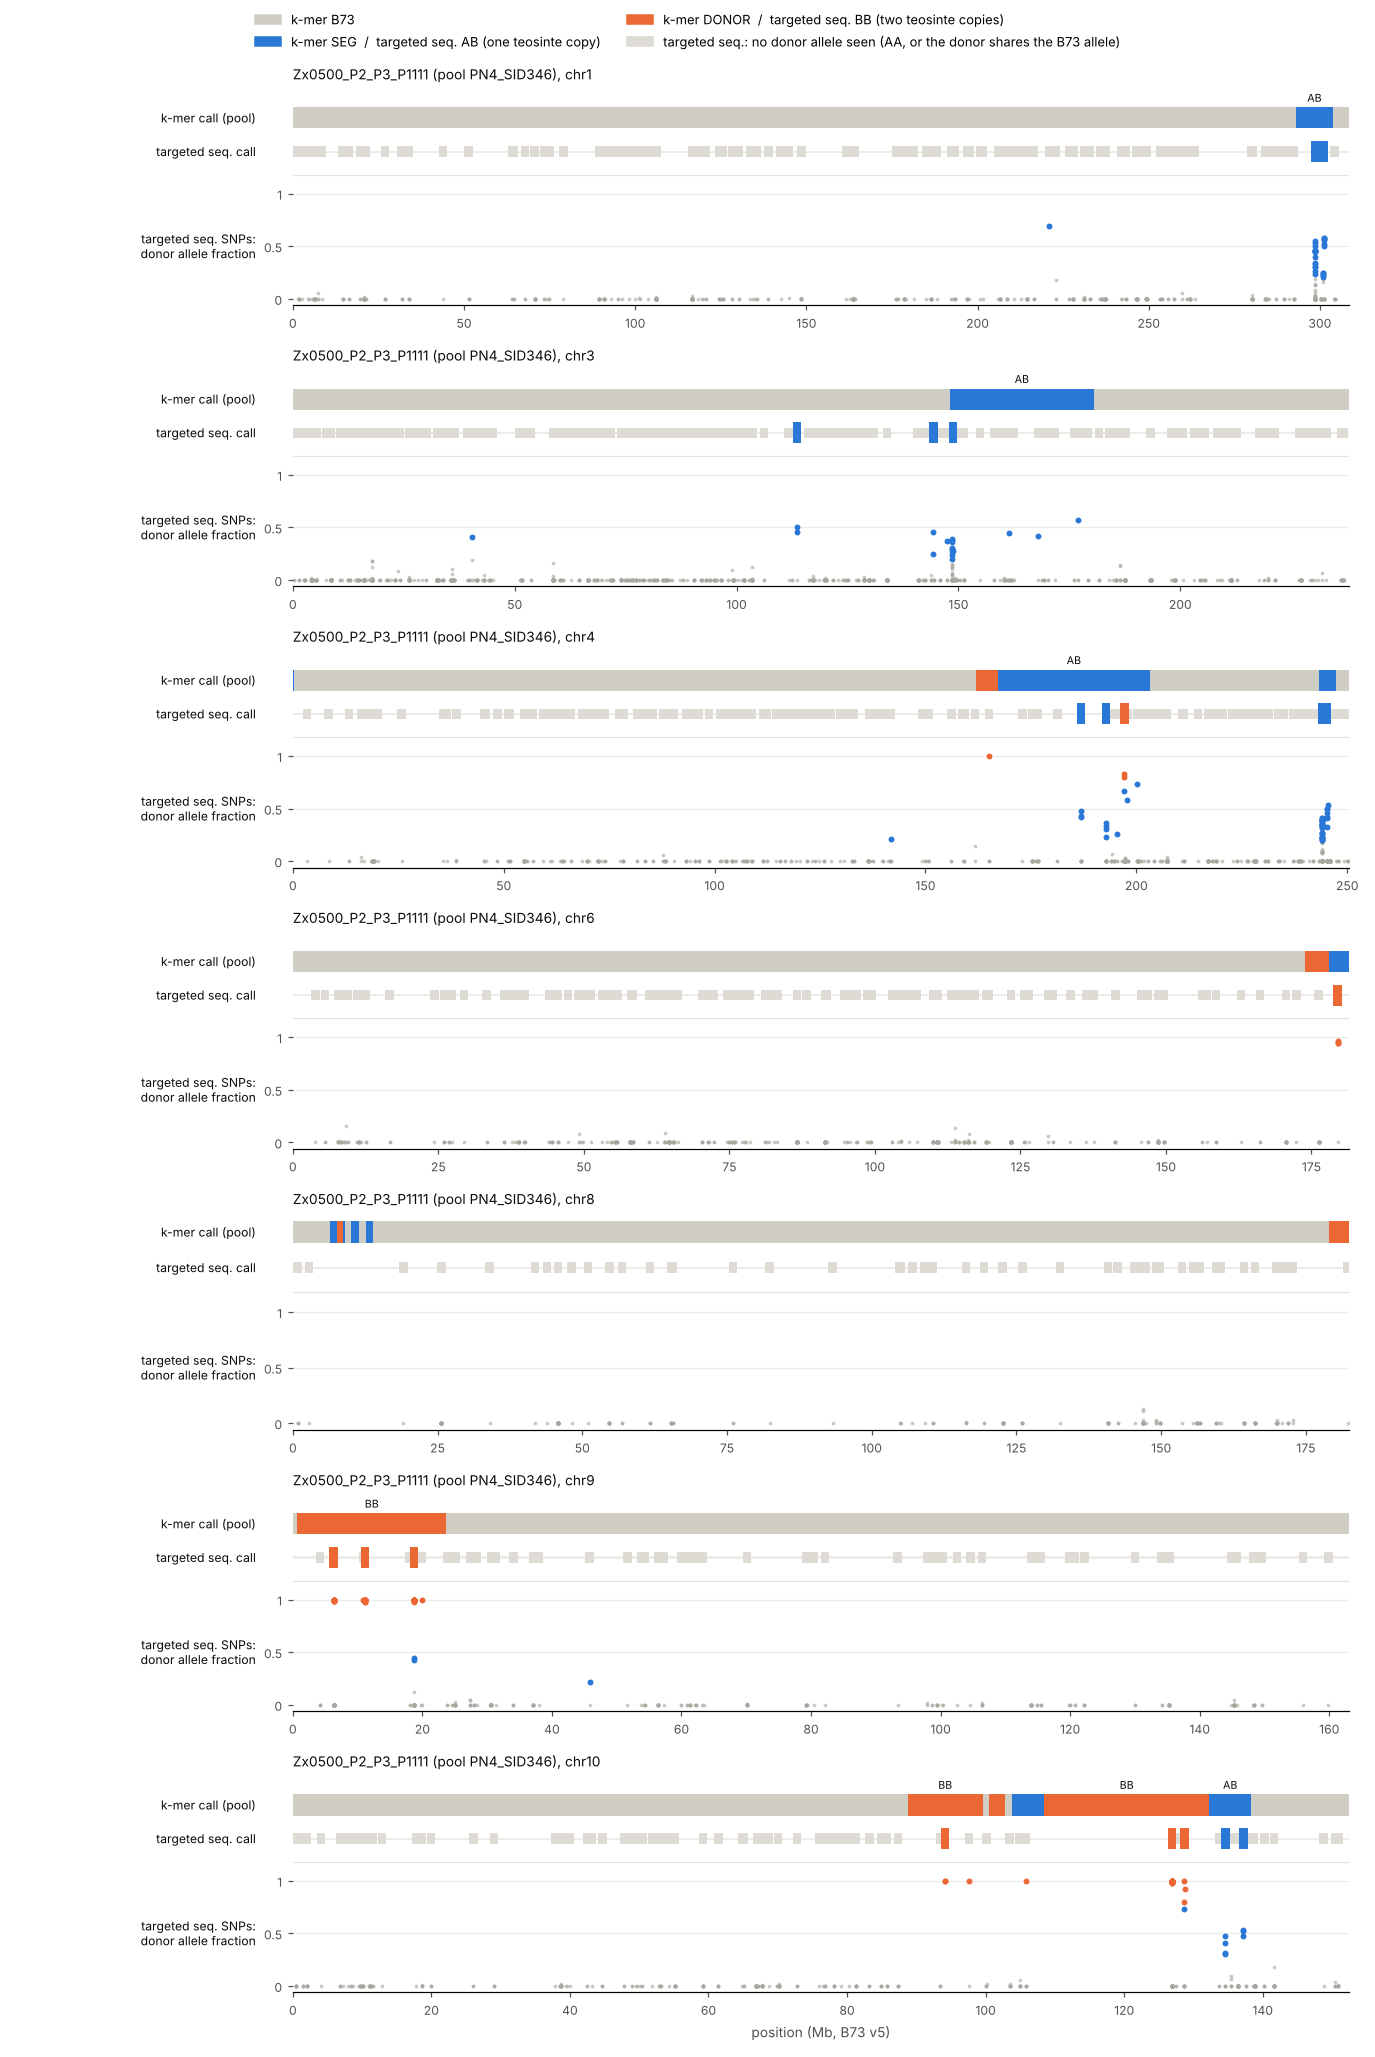 k-mer B73
k-mer DONOR / targeted seq. BB (two teosinte copies)
k-mer SEG / targeted seq. AB (one teosinte copy)
targeted seq.: no donor allele seen (AA, or the donor shares the B73 allele)
Zx0500_P2_P3_P1111 (pool PN4_SID346), chr1
AB
k-mer call (pool)
targeted seq. call
1
targeted seq. SNPs:
donor allele fraction
0.5
0
0 50 100 150 200 250 300
Zx0500_P2_P3_P1111 (pool PN4_SID346), chr3
AB
k-mer call (pool)
targeted seq. call
1
targeted seq. SNPs:
donor allele fraction
0.5
0
0 50 100 150 200
Zx0500_P2_P3_P1111 (pool PN4_SID346), chr4
AB
k-mer call (pool)
targeted seq. call
1
targeted seq. SNPs:
donor allele fraction
0.5
0
0 50 100 150 200 250
Zx0500_P2_P3_P1111 (pool PN4_SID346), chr6
k-mer call (pool)
targeted seq. call
1
targeted seq. SNPs:
donor allele fraction
0.5
0
0 25 50 75 100 125 150 175
Zx0500_P2_P3_P1111 (pool PN4_SID346), chr8
k-mer call (pool)
targeted seq. call
1
targeted seq. SNPs:
donor allele fraction
0.5
0
0 25 50 75 100 125 150 175
Zx0500_P2_P3_P1111 (pool PN4_SID346), chr9
BB
k-mer call (pool)
targeted seq. call
1
targeted seq. SNPs:
donor allele fraction
0.5
0
0 20 40 60 80 100 120 140 160
Zx0500_P2_P3_P1111 (pool PN4_SID346), chr10
BB BB AB
k-mer call (pool)
targeted seq. call
1
targeted seq. SNPs:
donor allele fraction
0.5
0
0 20 40 60 80 100 120 140
position (Mb, B73 v5)